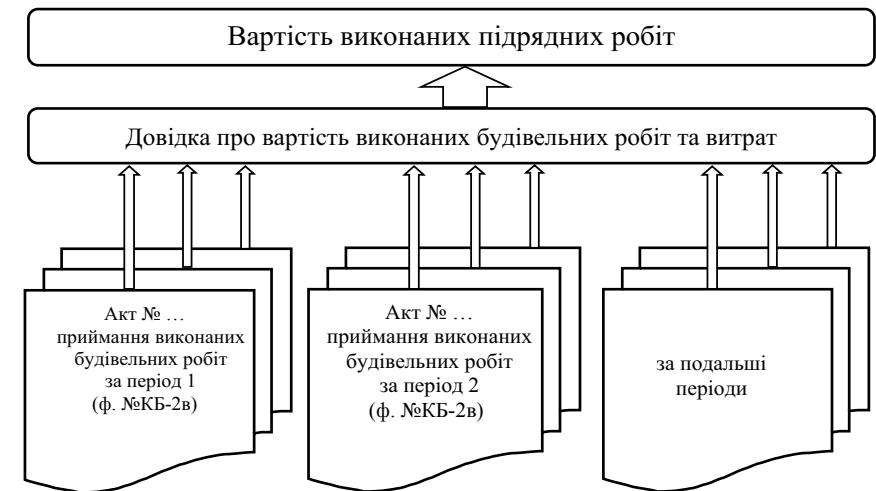 Вартість виконаних підрядних робіт
Довідка про вартість виконаних будівельних робіт та витрат
Акт № …
приймання виконаних
будівельних робіт
за період 1
(ф. №КБ-2в)
Акт № …
приймання виконаних
будівельних робіт
за період 2
(ф. №КБ-2в)
за подальші
періоди